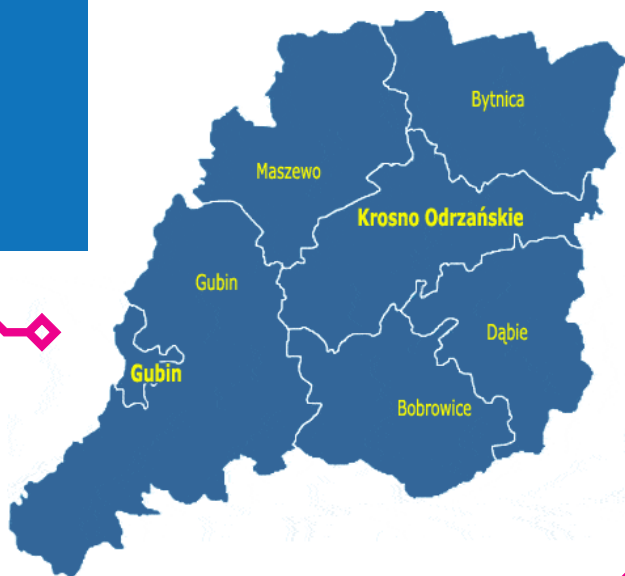 Bytnica
Maszewo
Krosno Odrzańskie
Gubin
Dąbie
Gubin
Bobrowice